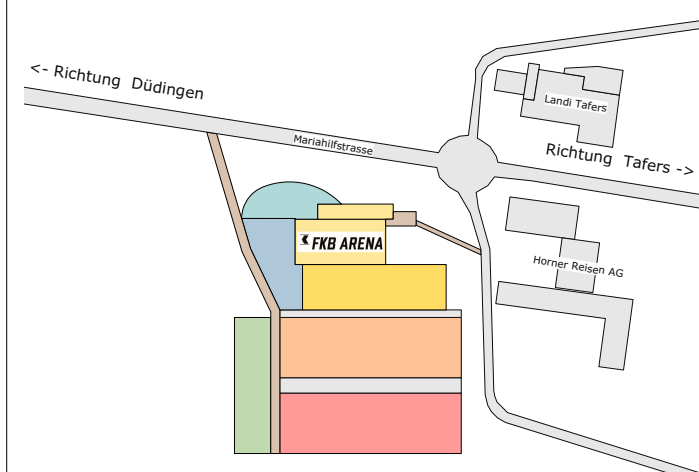 <- Richtung Düdingen
Landi Tafers
Mariahilfstrasse
Richtung Tafers ->
FKB ARENA
Horner Reisen AG